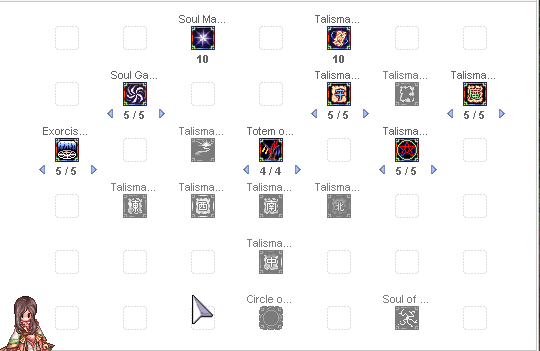 Soul Ma... Talisma...
10 10
Soul Ga... Talisma... Talisma... Talisma...
5 / 5 5 / 5 5 / 5
Exorcis... Talisma... Totem o... Talisma...
5 / 5 4 / 4 5 / 5
Talisma... Talisma... Talisma... Talisma...
Talisma...
Circle o... Soul of ...